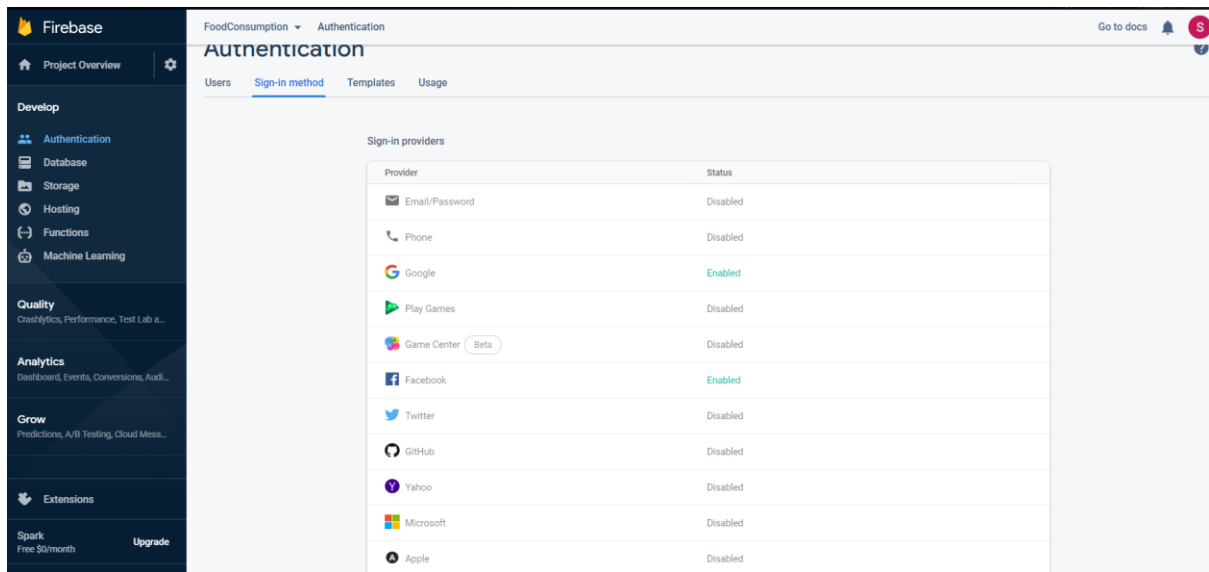 Firebase
FoodConsumption Authentication
Go to docs
S
Project Overview
Authentication
?
Users Sign-in method Templates Usage
Develop
Authentication
Database
Storage
Hosting
Functions
Machine Learning
Quality
Crashlytics, Performance, Test Lab a...
Analytics
Dashboard, Events, Conversions, Audi...
Grow
Predictions, A/B Testing, Cloud Mess...
Extensions
Spark
Free $0/month
Upgrade
Sign-in providers
Provider Status
Email/Password Disabled
Phone Disabled
Google Enabled
Play Games Disabled
Game Center Beta Disabled
Facebook Enabled
Twitter Disabled
GitHub Disabled
Yahoo Disabled
Microsoft Disabled
Apple Disabled